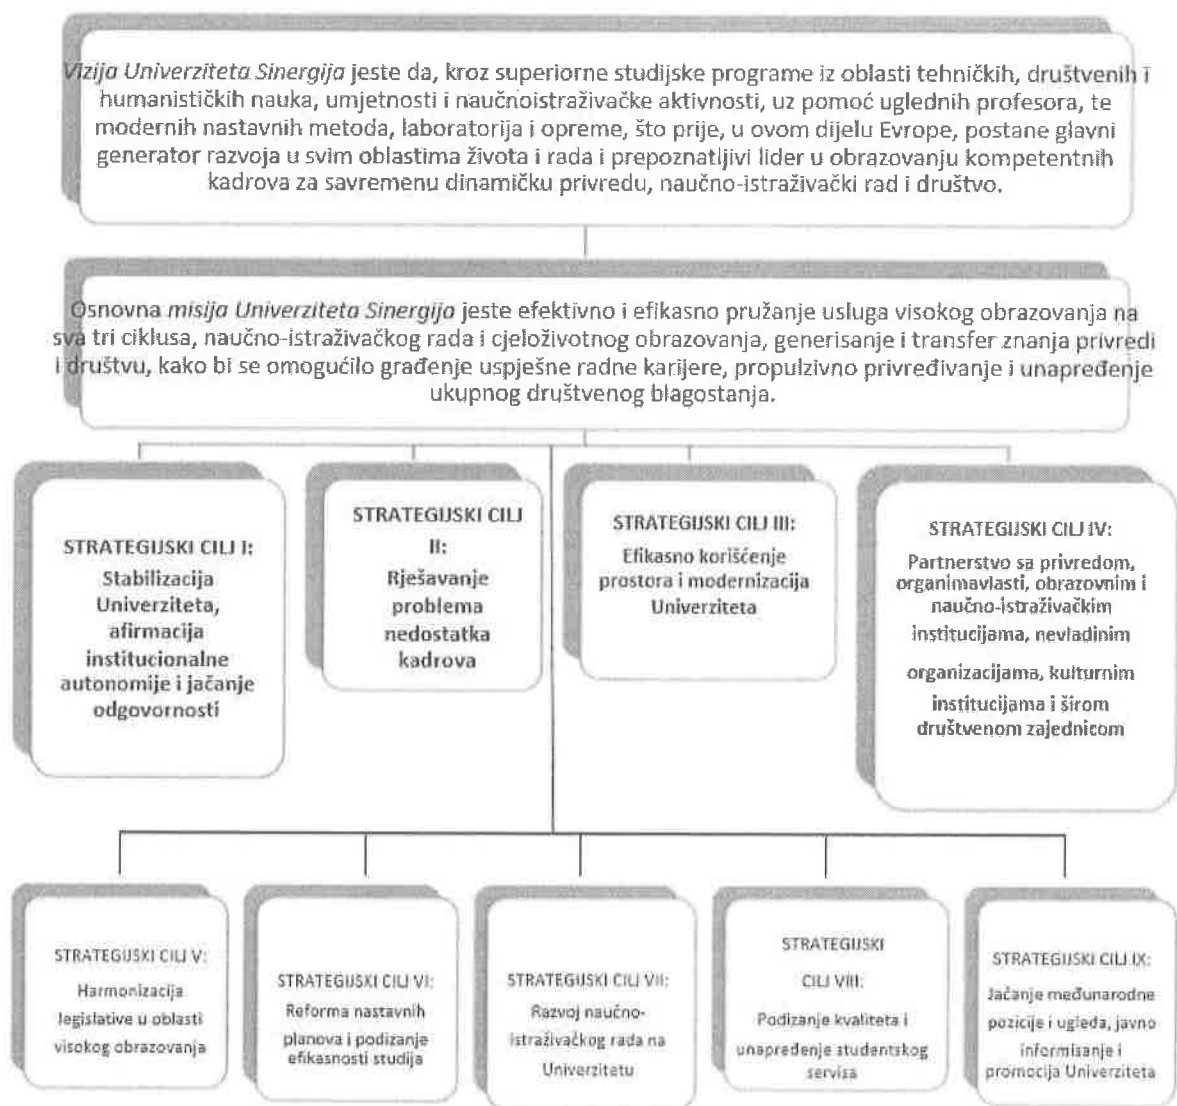 Vizija Univerziteta Sinergija jeste da, kroz superiorne studijske programe iz oblasti tehničkih, društvenih i
humanističkih nauka, umjetnosti i naučnoistraživačke aktivnosti, uz pomoć uglednih profesora, te
modernih nastavnih metoda, laboratorija i opreme, što prije, u ovom dijelu Evrope, postane glavni
generator razvoja u svim oblastima života i rada i prepoznatljivi lider u obrazovanju kompetentnih
kadrova za savremenu dinamičku privredu, naučno-istraživački rad i društvo.
Osnovna misija Univerziteta Sinergija jeste efektivno i efikasno pružanje usluga visokog obrazovanja na
sva tri ciklusa, naučno-istraživačkog rada i cjeloživotnog obrazovanja, generisanje i transfer znanja privredi
i društvu, kako bi se omogućilo građenje uspješne radne karijere, propulzivno privređivanje i unapređenje
ukupnog društvenog blagostanja.
STRATEGIJSKI CILJ I:
Stabilizacija
Univerziteta,
afirmacija
institucionalne
autonomije i jačanje
odgovornosti
STRATEGIJSKI CILJ
II:
Rješavanje
problema
nedostatka
kadrova
STRATEGIJSKI CILJ III:
Efikasno korišćenje
prostora i modernizacija
Univerziteta
STRATEGIJSKI CILJ IV:
Partnerstvo sa privredom,
organimavlasti, obrazovnim i
naučno-istraživačkim
institucijama, nevladinim
organizacijama, kulturnim
institucijama i širom
društvenom zajednicom
STRATEGIJSKI CILJ V:
Harmonizacija
legislative u oblasti
visokog obrazovanja
STRATEGIJSKI CILJ VI:
Reforma nastavnih
planova i podizanje
efikasnosti studija
STRATEGIJSKI CILJ VII:
Razvoj naučno-
istraživačkog rada na
Univerzitetu
STRATEGIJSKI
CILJ VIII:
Podizanje kvaliteta i
unapređenje studentskog
servisa
STRATEGIJSKI CILJ IX:
Jačanje međunarodne
pozicije i ugleda, javno
informisanje i
promocija Univerziteta